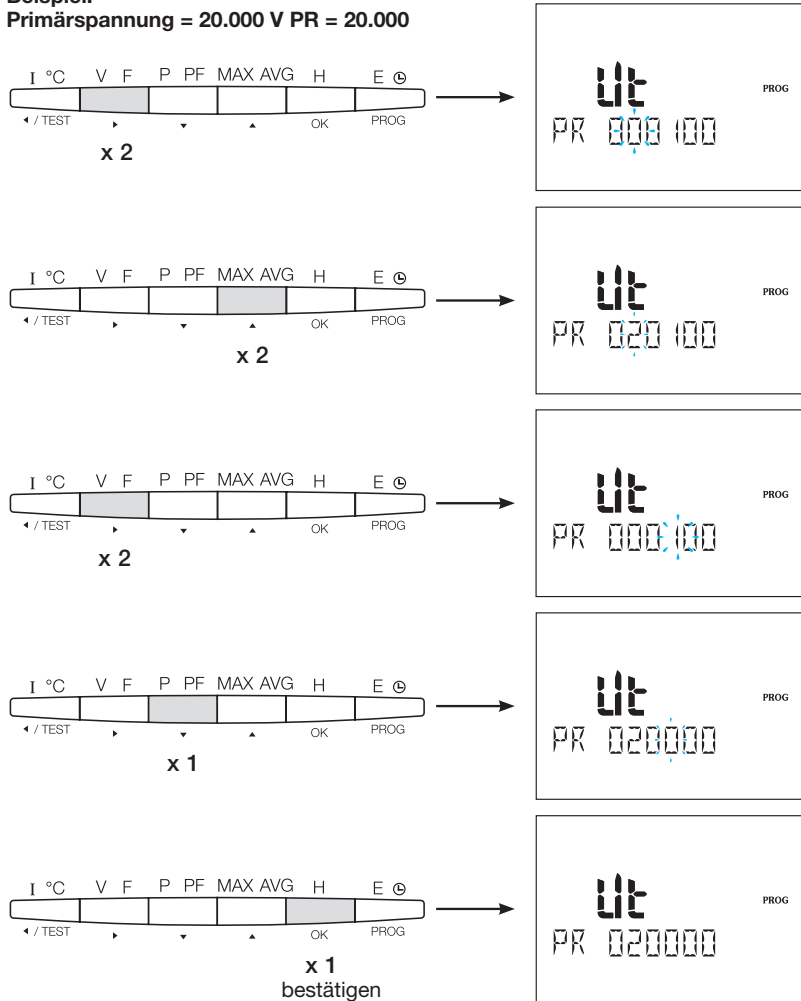 Beispiel:
Primärspannung = 20.000 V PR = 20.000
I °C V F P PF MAX AVG H E
/ TEST OK PROG
x 2
Ut PROG
PR 000100
I °C V F P PF MAX AVG H E
/ TEST OK PROG
x 2
Ut PROG
PR 020100
I °C V F P PF MAX AVG H E
/ TEST OK PROG
x 2
Ut PROG
PR 000100
I °C V F P PF MAX AVG H E
/ TEST OK PROG
x 1
Ut PROG
PR 020000
I °C V F P PF MAX AVG H E
/ TEST OK PROG
x 1
bestätigen
Ut PROG
PR 020000